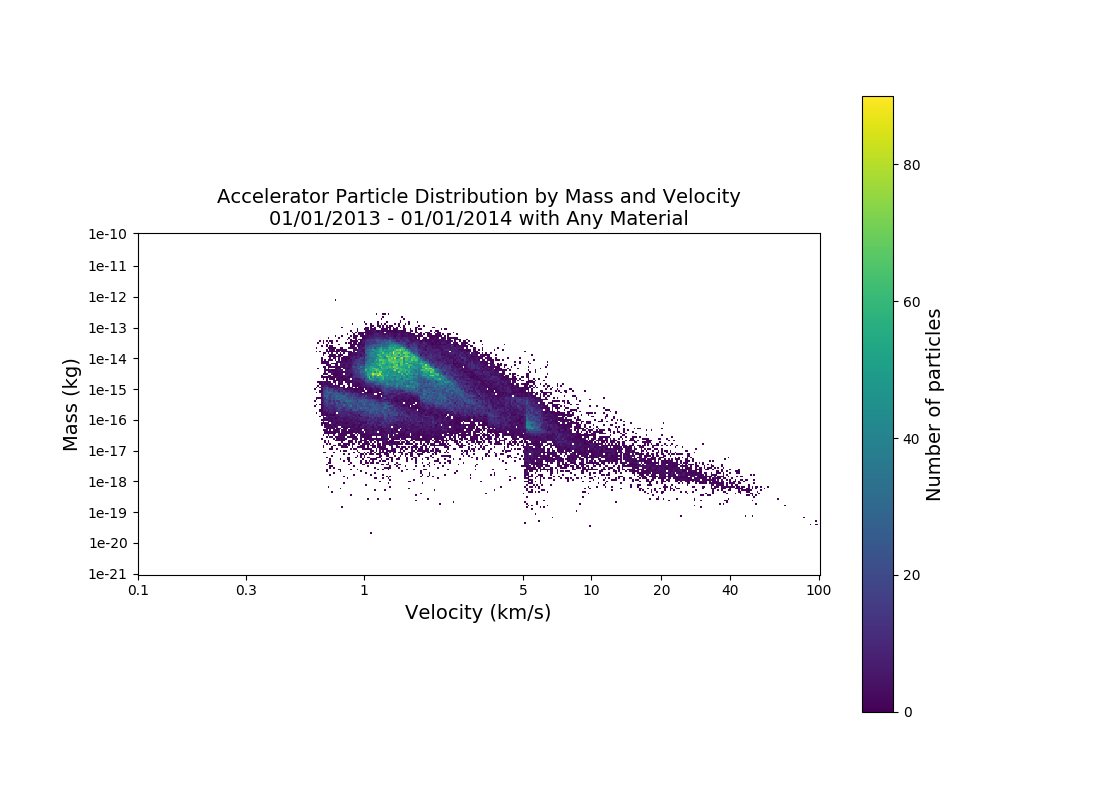 Accelerator Particle Distribution by Mass and Velocity
01/01/2013 - 01/01/2014 with Any Material
Mass (kg)
1e-10
1e-11
1e-12
1e-13
1e-14
1e-15
1e-16
1e-17
1e-18
1e-19
1e-20
1e-21
0.1 0.3 1 5 10 20 40 100
Velocity (km/s)
80
60
40
20
0
Number of particles